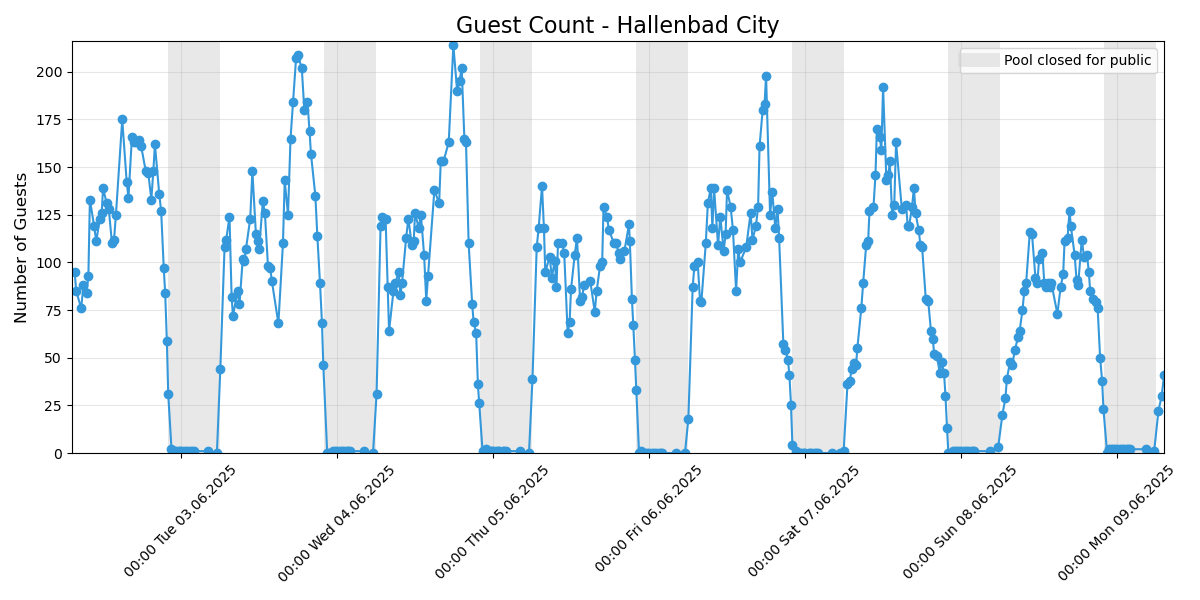 Guest Count - Hallenbad City
Pool closed for public
Number of Guests
200
175
150
125
100
75
50
25
0
00:00 Tue 03.06.2025
00:00 Wed 04.06.2025
00:00 Thu 05.06.2025
00:00 Fri 06.06.2025
00:00 Sat 07.06.2025
00:00 Sun 08.06.2025
00:00 Mon 09.06.2025